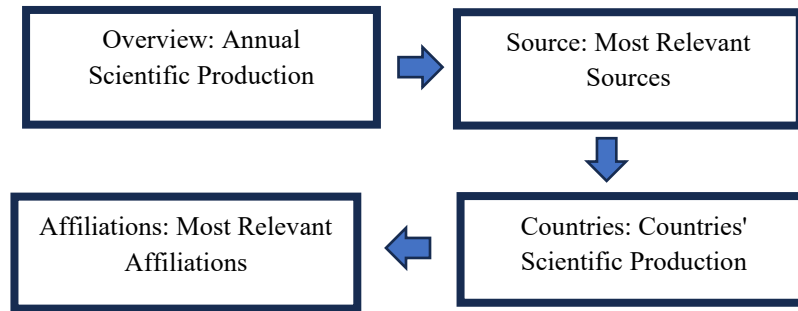 Overview: Annual
Scientific Production
Source: Most Relevant
Sources
Countries: Countries'
Scientific Production
Affiliations: Most Relevant
Affiliations